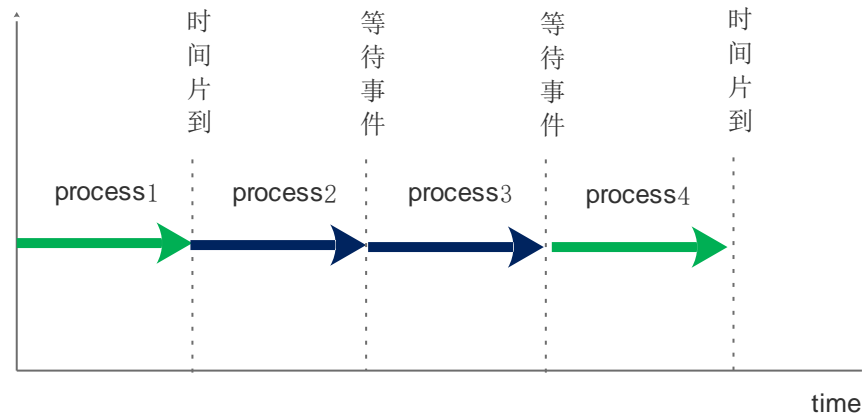 时间片到
等待事件
等待事件
时间片到
process1
process2
process3
process4
time